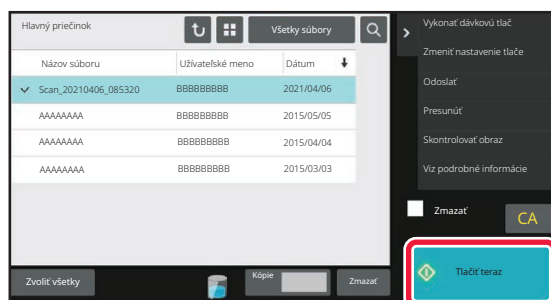 Hlavný priečinok
Všetky súbory
Názov súboru Užívateľské meno Dátum
Scan_20210406_085320 BBBBBBBBB 2021/04/06
AAAAAAAA BBBBBBBBB 2015/05/05
AAAAAAAA BBBBBBBBB 2015/04/04
AAAAAAAA BBBBBBBBB 2015/03/03
Zvoliť všetky
Kópie
Zmazať
Vykonať dávkovú tlač
Zmeniť nastavenie tlače
Odoslať
Presunúť
Skontrolovať obraz
Viz podrobné informácie
Zmazať
CA
Tlačiť teraz